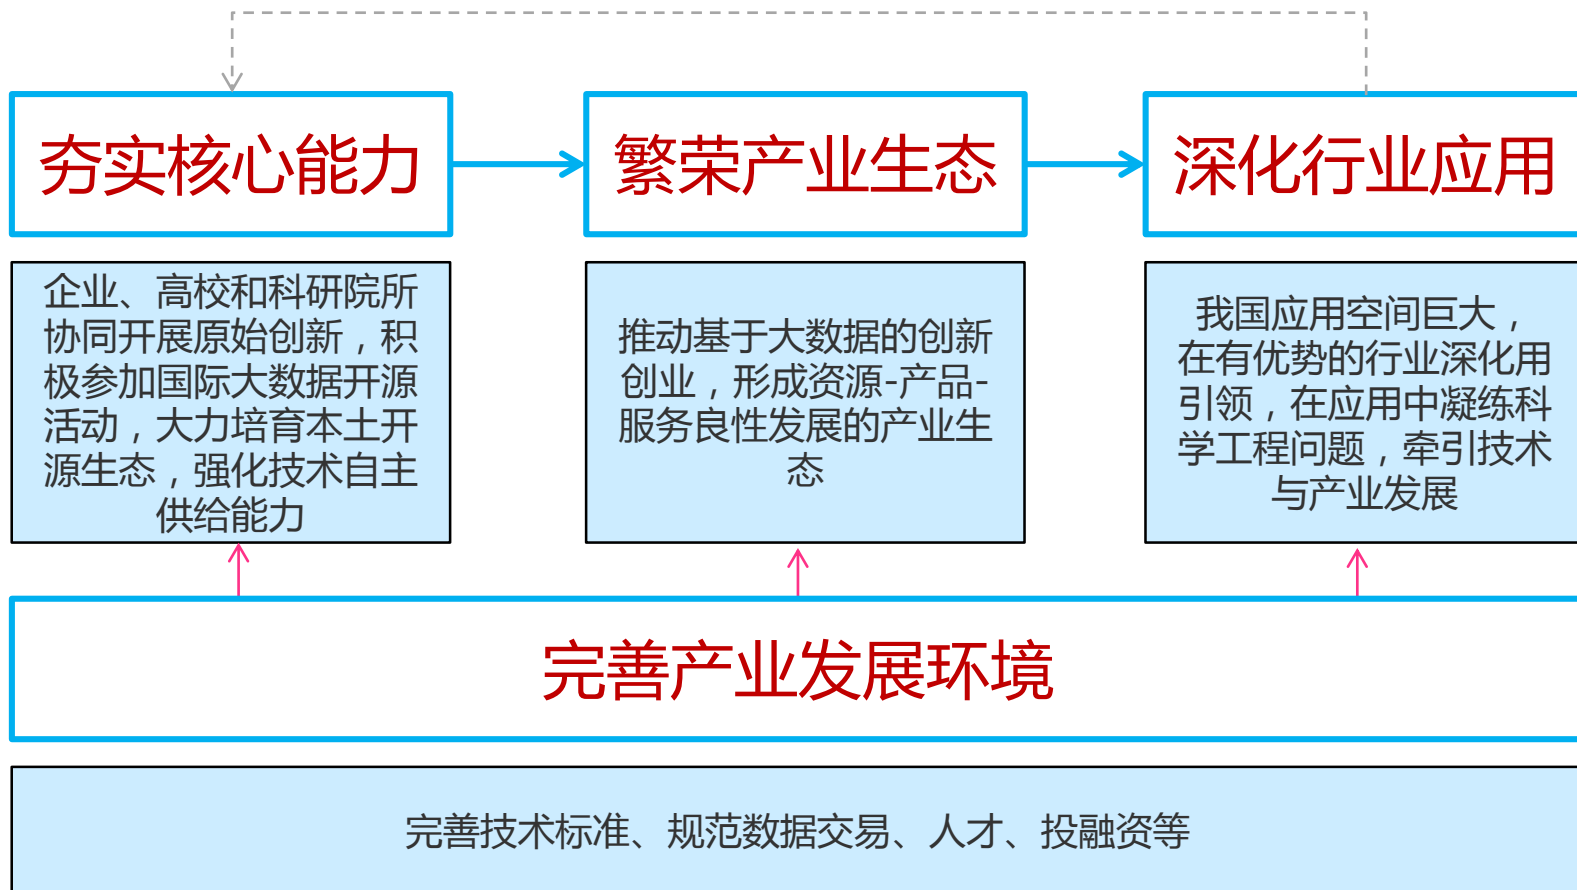 夯实核心能力
繁荣产业生态
深化行业应用
企业、高校和科研院所
协同开展原始创新，积
极参加国际大数据开源
活动，大力培育本土开
源生态，强化技术自主
供给能力
推动基于大数据的创新
创业，形成资源-产品-
服务良性发展的产业生
态
我国应用空间巨大，
在有优势的行业深化用
引领，在应用中凝练科
学工程问题，牵引技术
与产业发展
完善产业发展环境
完善技术标准、规范数据交易、人才、投融资等